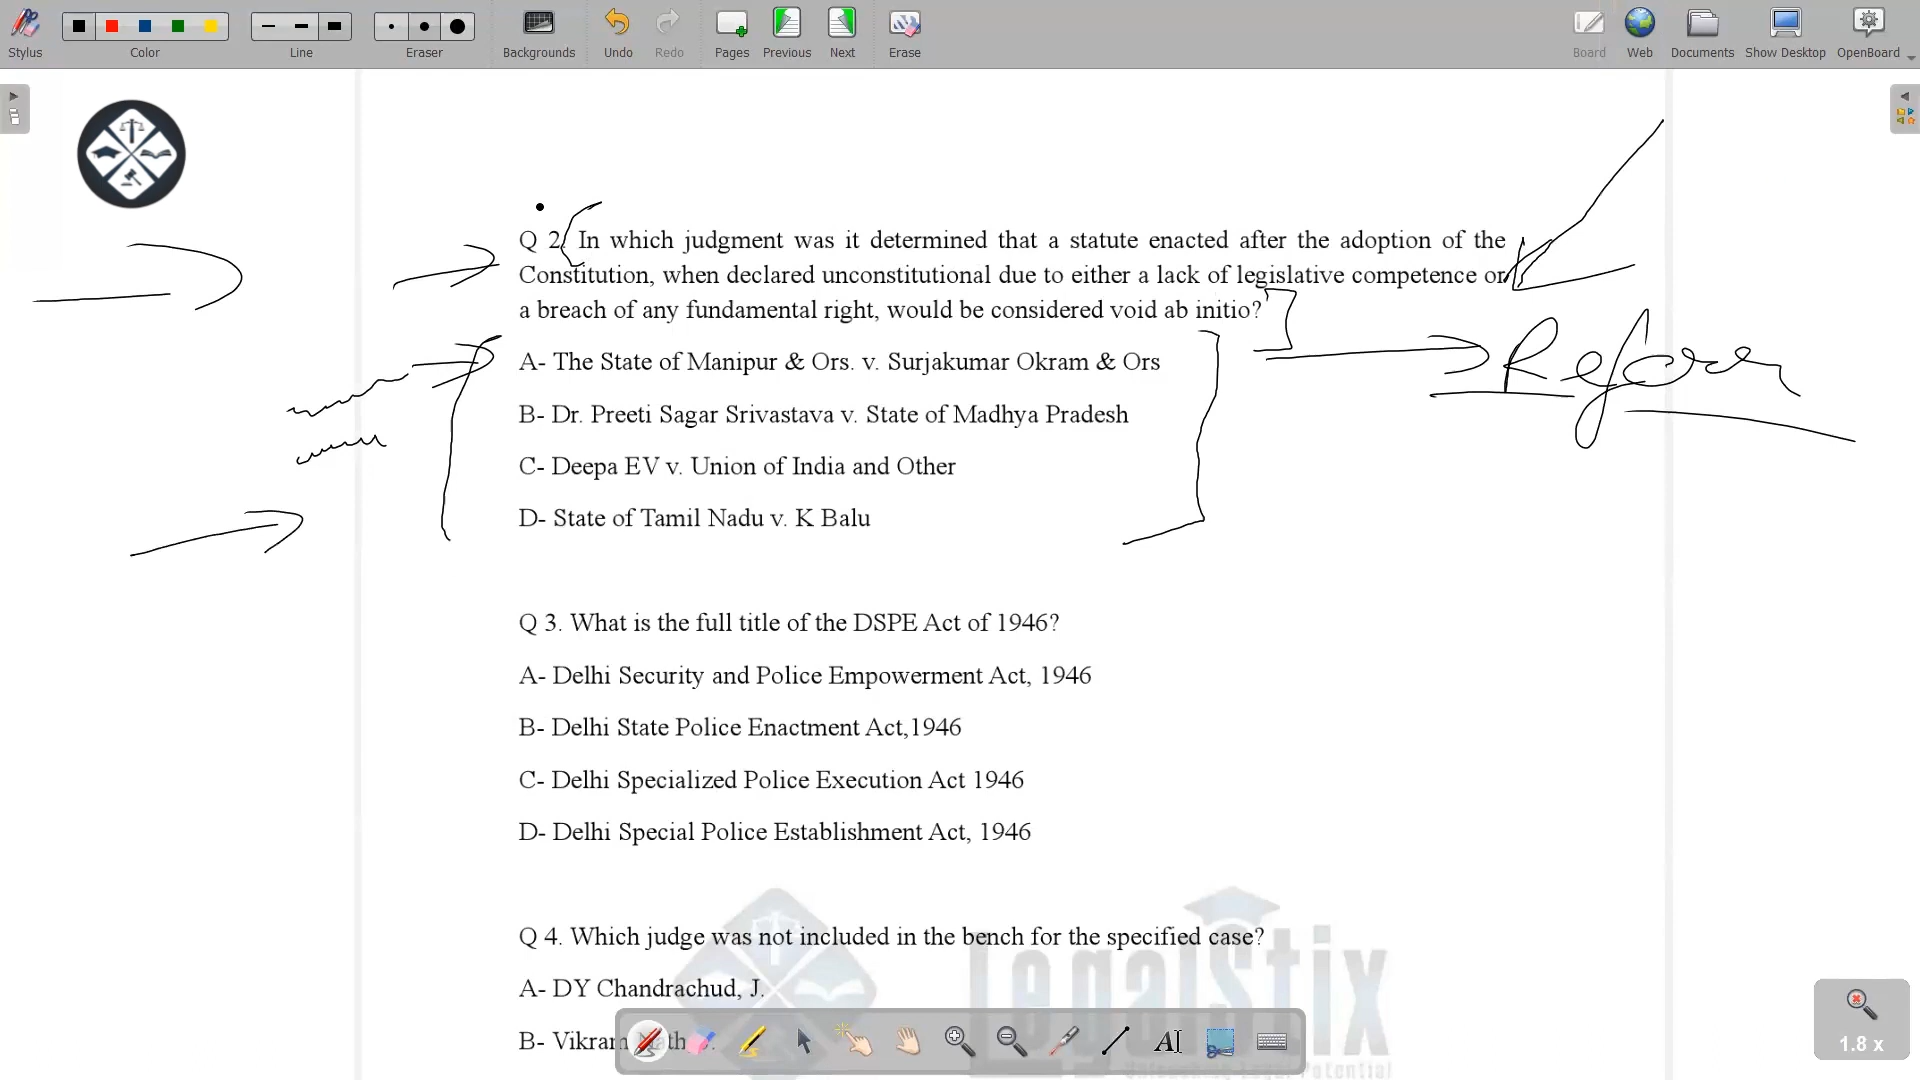 Stylus
Color
Line
Eraser
Backgrounds
Undo
Redo
Pages
Previous
Next
Erase
Board
Web
Documents
Show Desktop
OpenBoard
Q 2. In which judgment was it determined that a statute enacted after the adoption of the
Constitution, when declared unconstitutional due to either a lack of legislative competence or
a breach of any fundamental right, would be considered void ab initio?
A- The State of Manipur & Ors. v. Surjakumar Okram & Ors
B- Dr. Preeti Sagar Srivastava v. State of Madhya Pradesh
C- Deepa EV v. Union of India and Other
D- State of Tamil Nadu v. K Balu
Q 3. What is the full title of the DSPE Act of 1946?
A- Delhi Security and Police Empowerment Act, 1946
B- Delhi State Police Enactment Act,1946
C- Delhi Specialized Police Execution Act 1946
D- Delhi Special Police Establishment Act, 1946
Q 4. Which judge was not included in the bench for the specified case?
A- DY Chandrachud, J.
B- Vikram
LegalStix
1.8 x